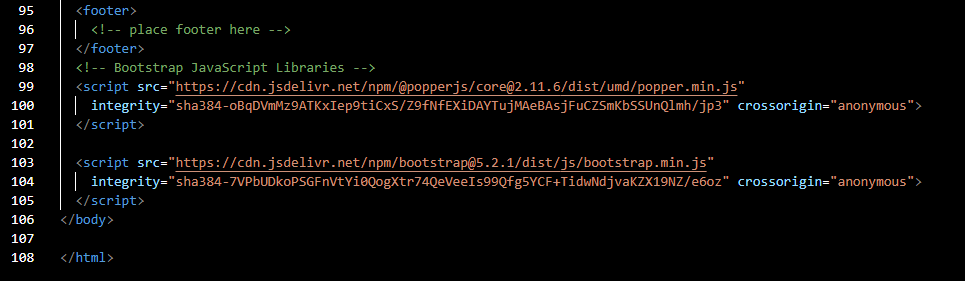 95 <footer>
96 <!-- place footer here -->
97 </footer>
98 <!-- Bootstrap JavaScript Libraries -->
99 <script src="https://cdn.jsdelivr.net/npm/@popperjs/core@2.11.6/dist/umd/popper.min.js"
100 integrity="sha384-oBqDVmMz9ATKxIep9tiCxS/Z9fNfEXiDAYTujMAeBAsjFuCZSmKbSSUnQlmh/jp3" crossorigin="anonymous">
101 </script>
102
103 <script src="https://cdn.jsdelivr.net/npm/bootstrap@5.2.1/dist/js/bootstrap.min.js"
104 integrity="sha384-7VPbUDkoPSGFnVtYi0QogXtr74QeVeeIs99Qfg5YCF+TidwNdjvaKZX19NZ/e6oz" crossorigin="anonymous">
105 </script>
106 </body>
107
108 </html>